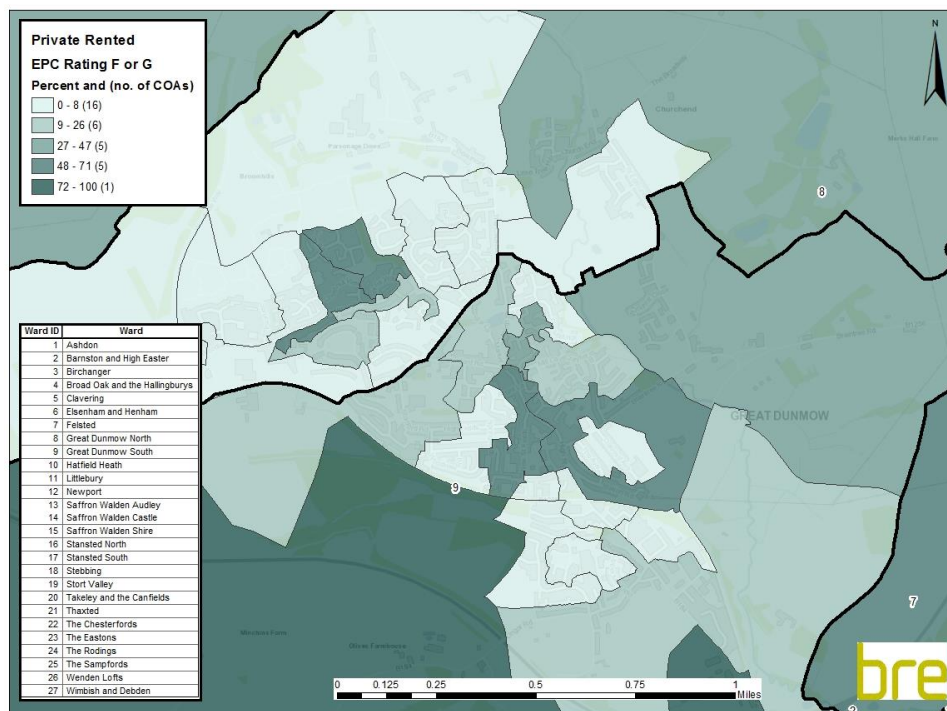 Private Rented
EPC Rating F or G
Percent and (no. of COAs)
0 - 8 (16)
9 - 26 (6)
27 - 47 (5)
48 - 71 (5)
72 - 100 (1)
N
Churchend
Parsonage Downs
8
GREAT DUNMOW
9
7
Ward ID Ward
1 Ashdon
2 Barnston and High Easter
3 Birchanger
4 Broad Oak and the Hallingburys
5 Clavering
6 Elsenham and Henham
7 Felsted
8 Great Dunmow North
9 Great Dunmow South
10 Hatfield Heath
11 Littlebury
12 Newport
13 Saffron Walden Audley
14 Saffron Walden Castle
15 Saffron Walden Shire
16 Stansted North
17 Stansted South
18 Stebbing
19 Stort Valley
20 Takeley and the Canfields
21 Thaxted
22 The Chesterfords
23 The Eastons
24 The Rodings
25 The Sampfords
26 Wenden Lofts
27 Wimbish and Debden
0 0.125 0.25 0.5 0.75 1
Miles
bre
2